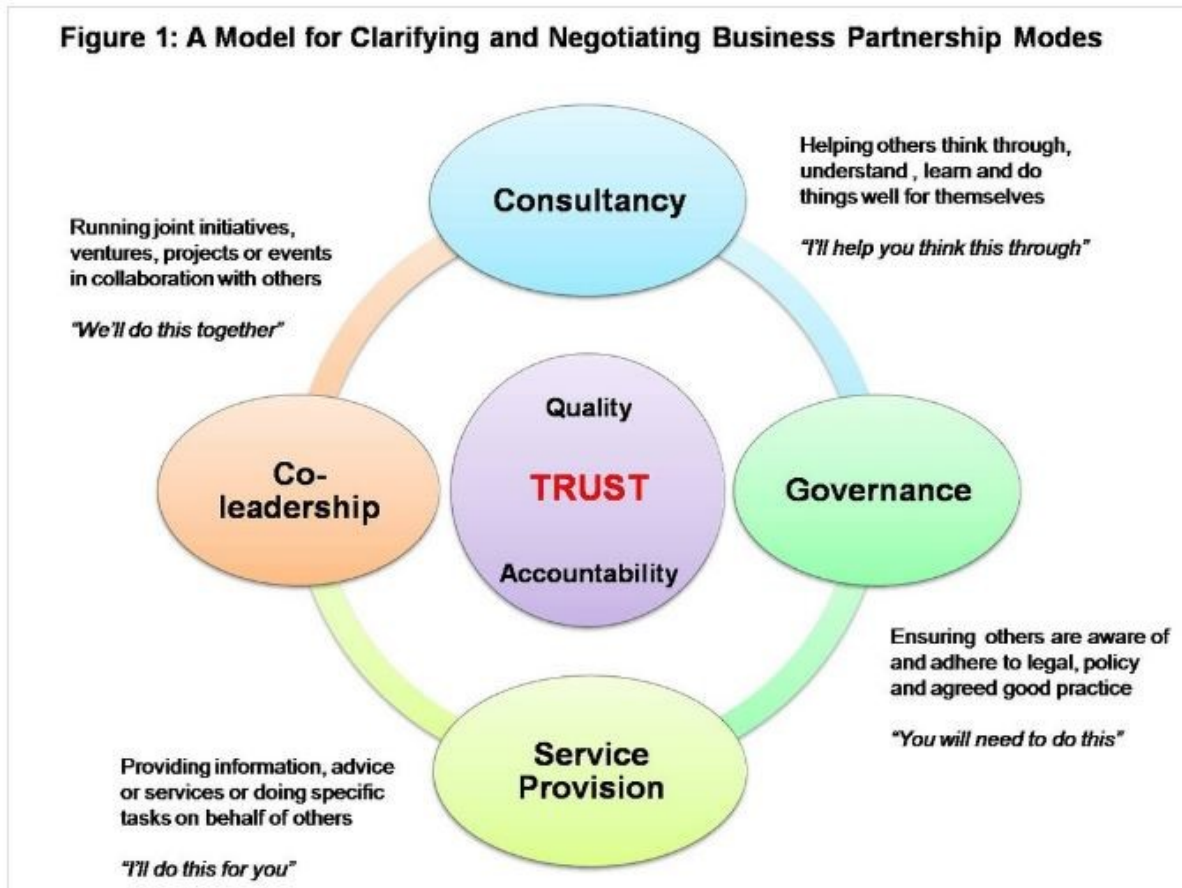 Figure 1: A Model for Clarifying and Negotiating Business Partnership Modes
Consultancy
Helping others think through,
understand , learn and do
things well for themselves
“I’ll help you think this through”
Running joint initiatives,
ventures, projects or events
in collaboration with others
“We’ll do this together”
Quality
TRUST
Accountability
Co-
leadership
Governance
Ensuring others are aware of
and adhere to legal, policy
and agreed good practice
“You will need to do this”
Service
Provision
Providing information, advice
or services or doing specific
tasks on behalf of others
“I’ll do this for you”